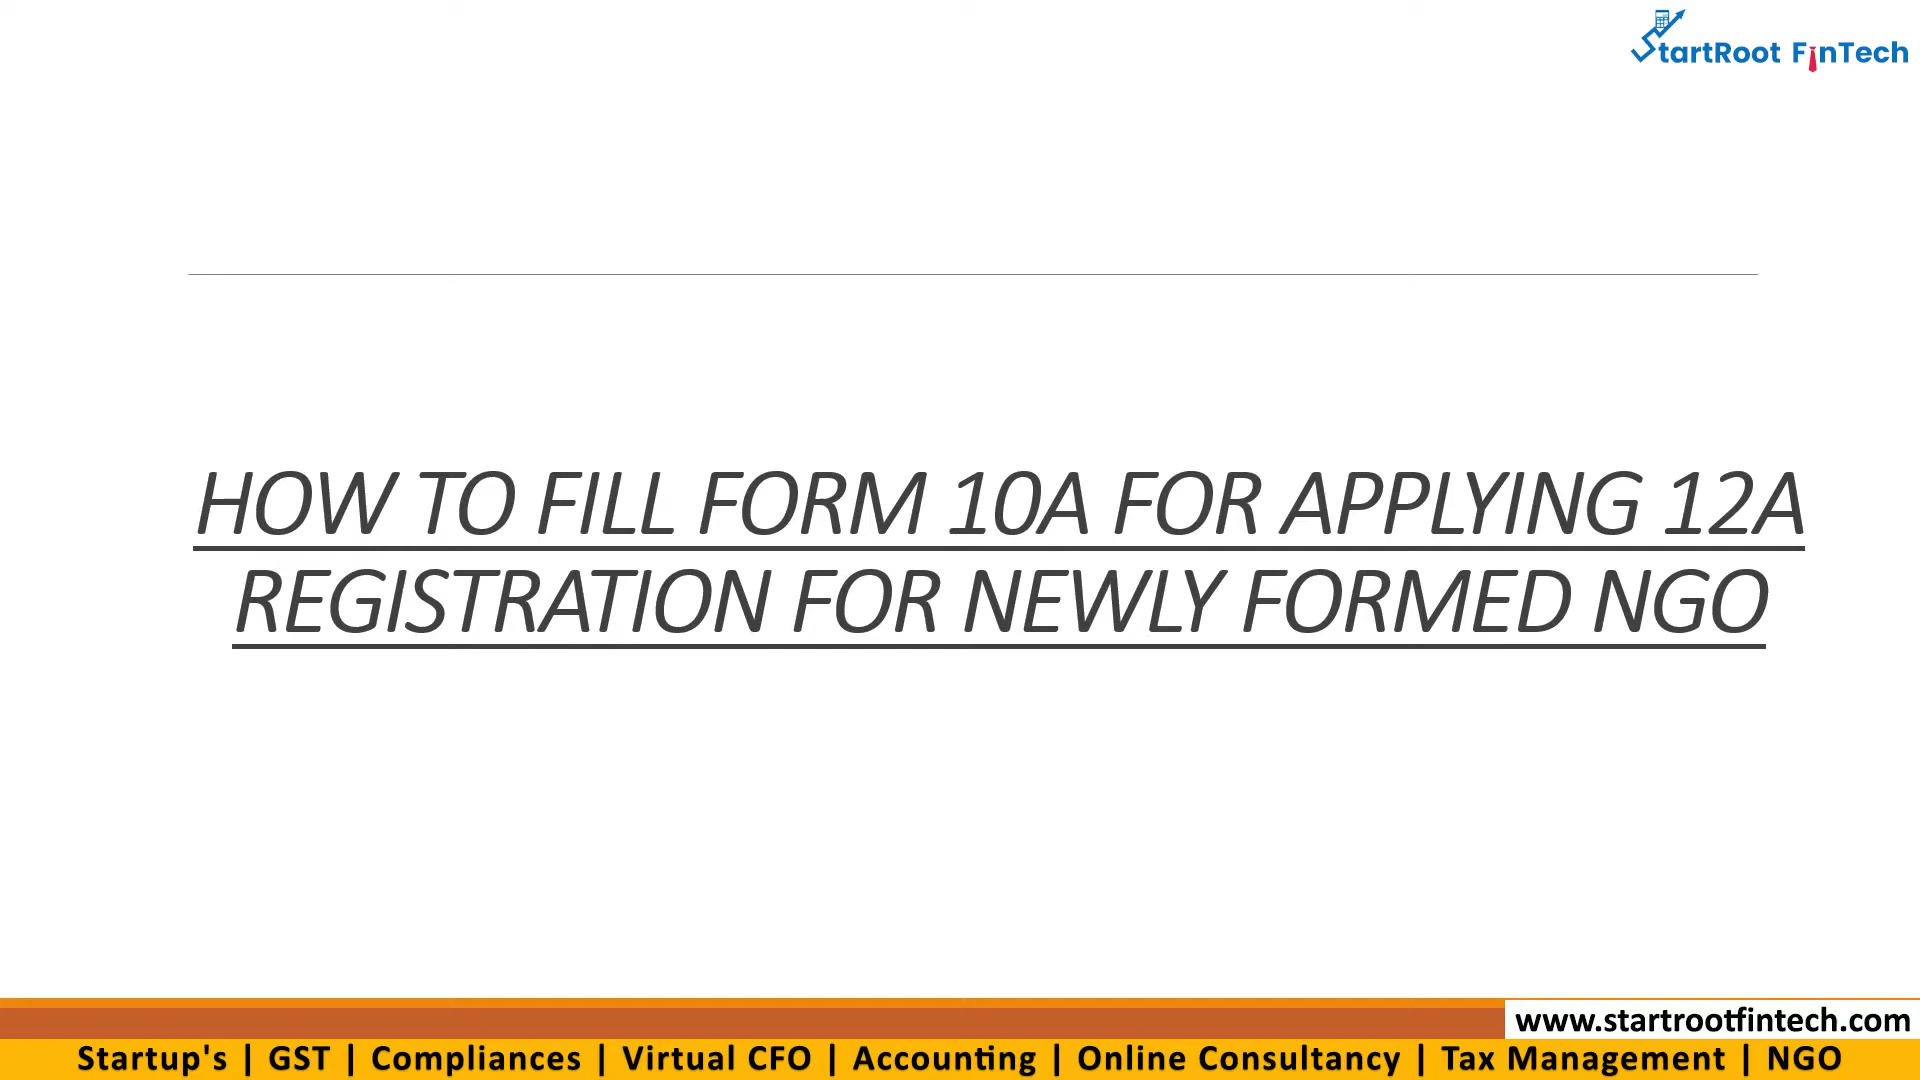 StartRoot FinTech
HOW TO FILL FORM 10A FOR APPLYING 12A
REGISTRATION FOR NEWLY FORMED NGO
www.startrootfintech.com
Startup's | GST | Compliances | Virtual CFO | Accounting | Online Consultancy | Tax Management | NGO